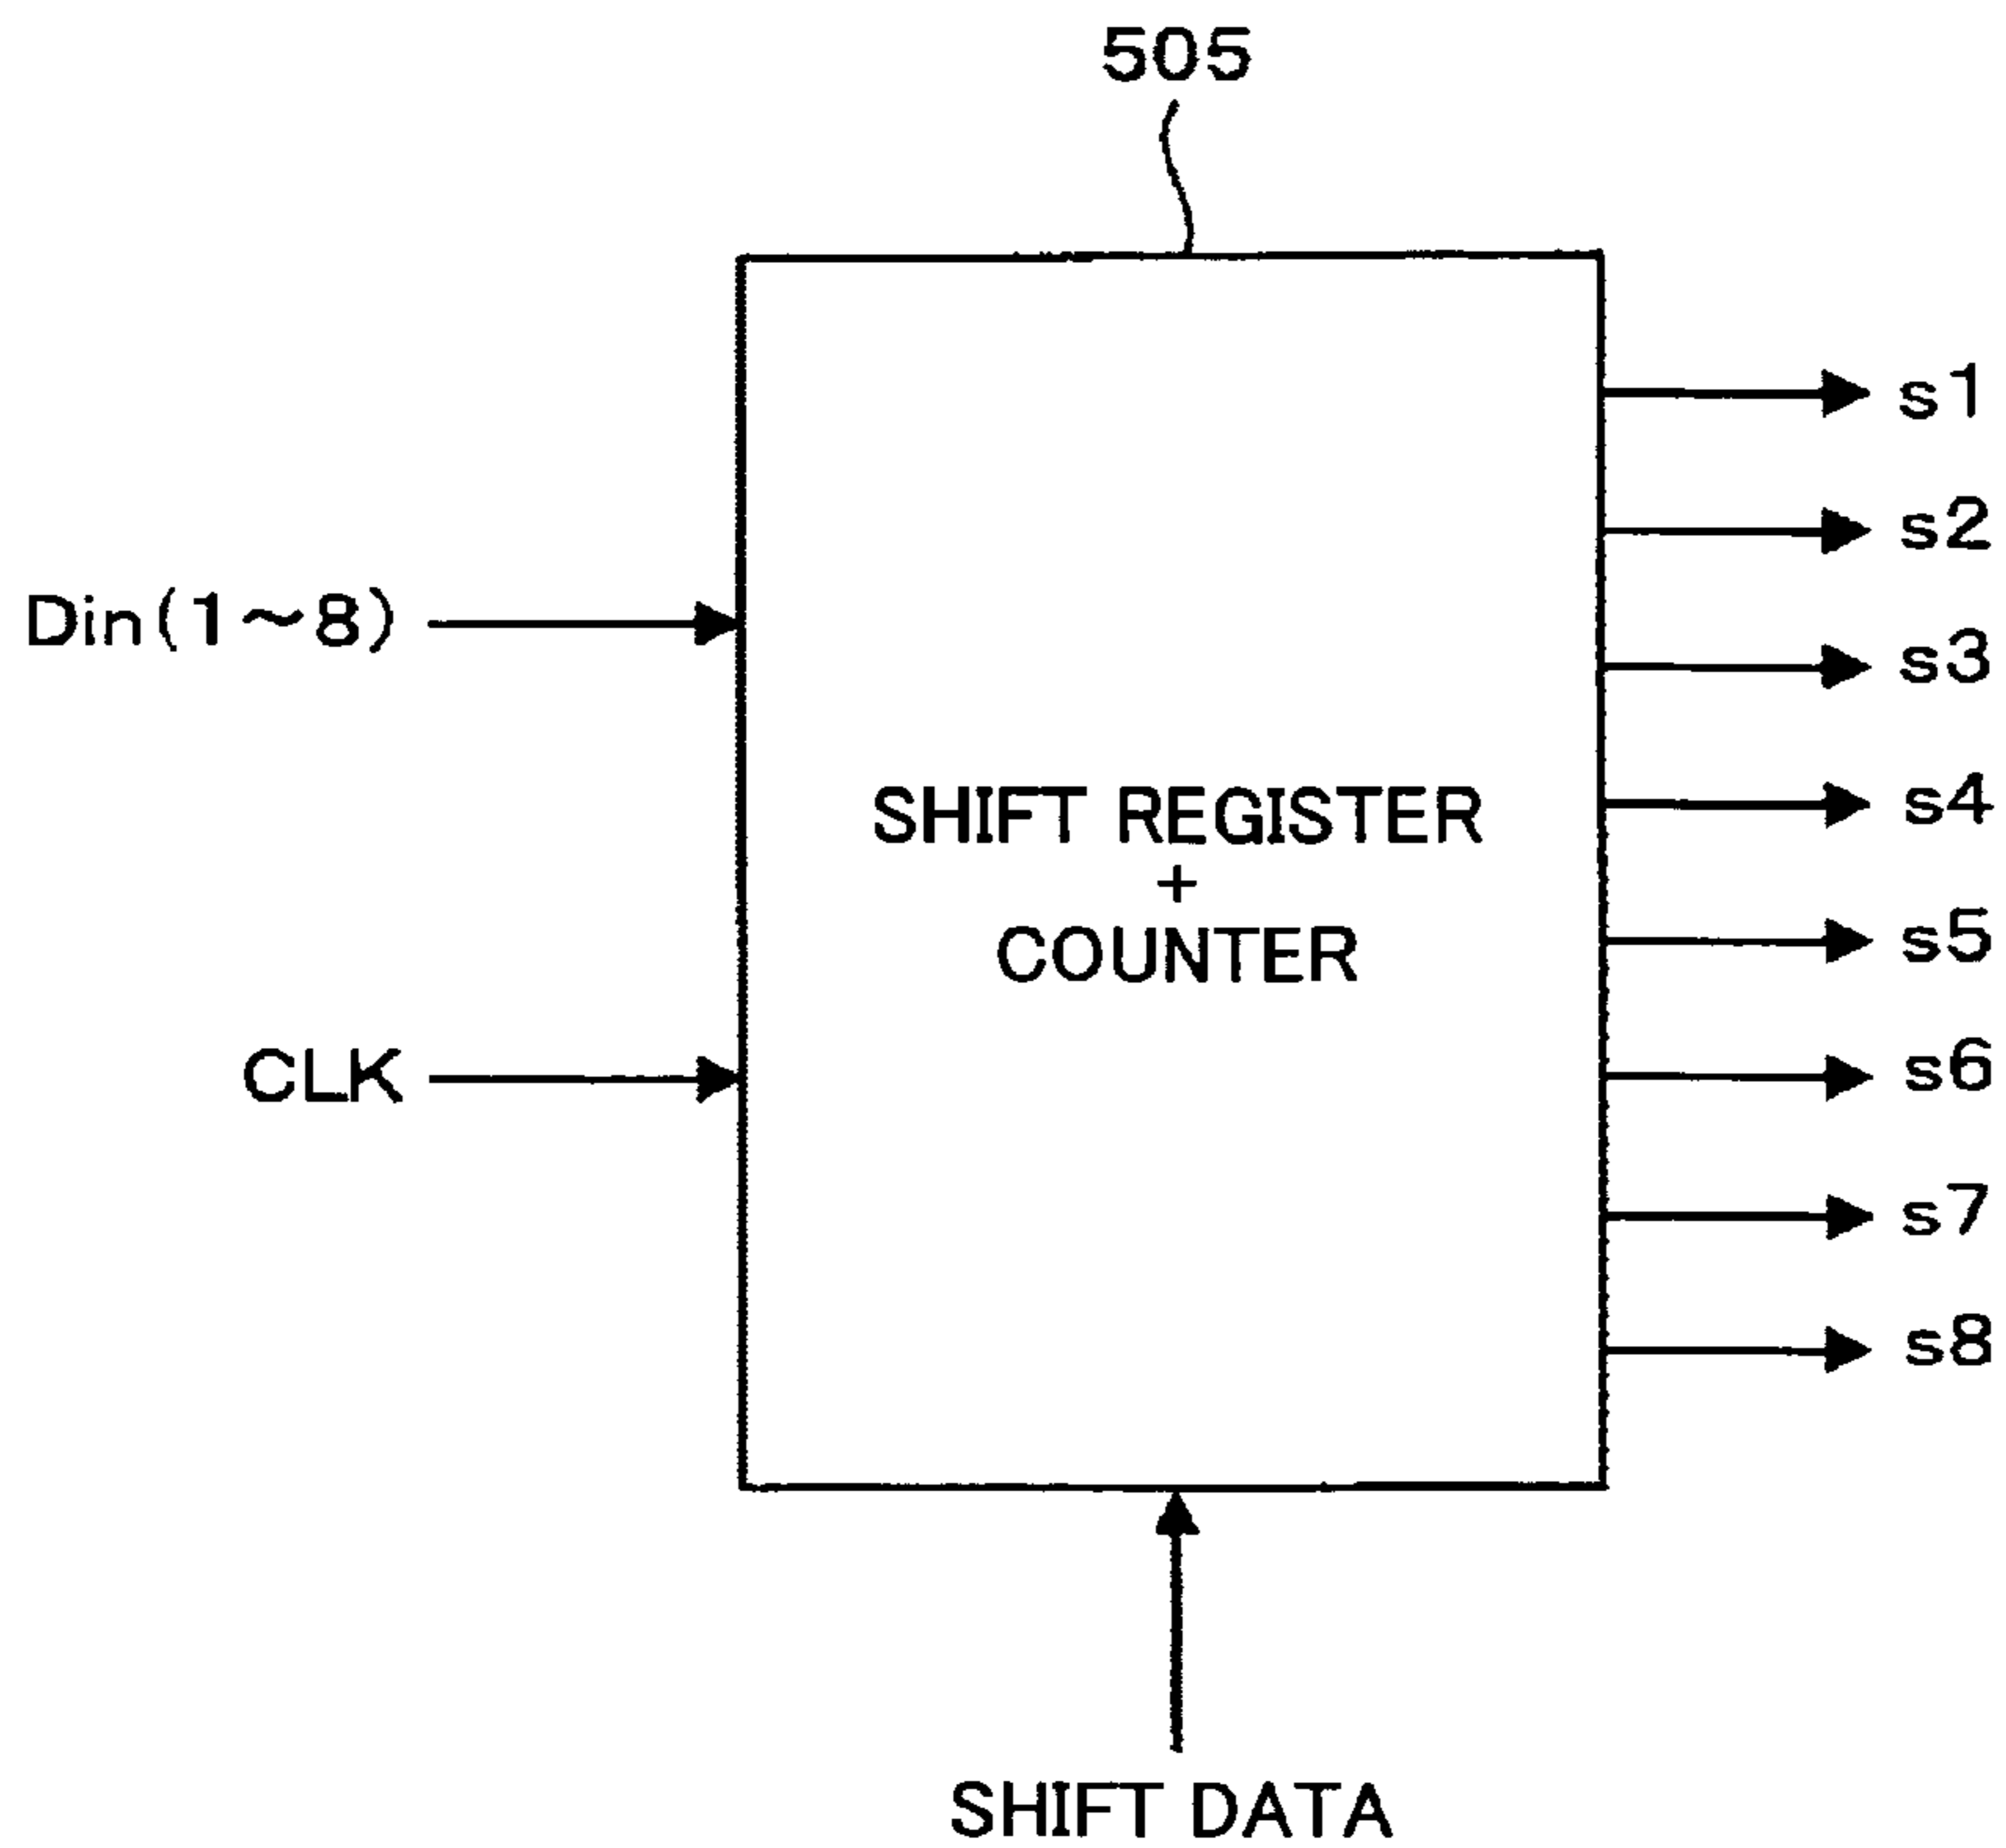 505
Din(1～8)
CLK
SHIFT REGISTER
+
COUNTER
s1
s2
s3
s4
s5
s6
s7
s8
SHIFT DATA